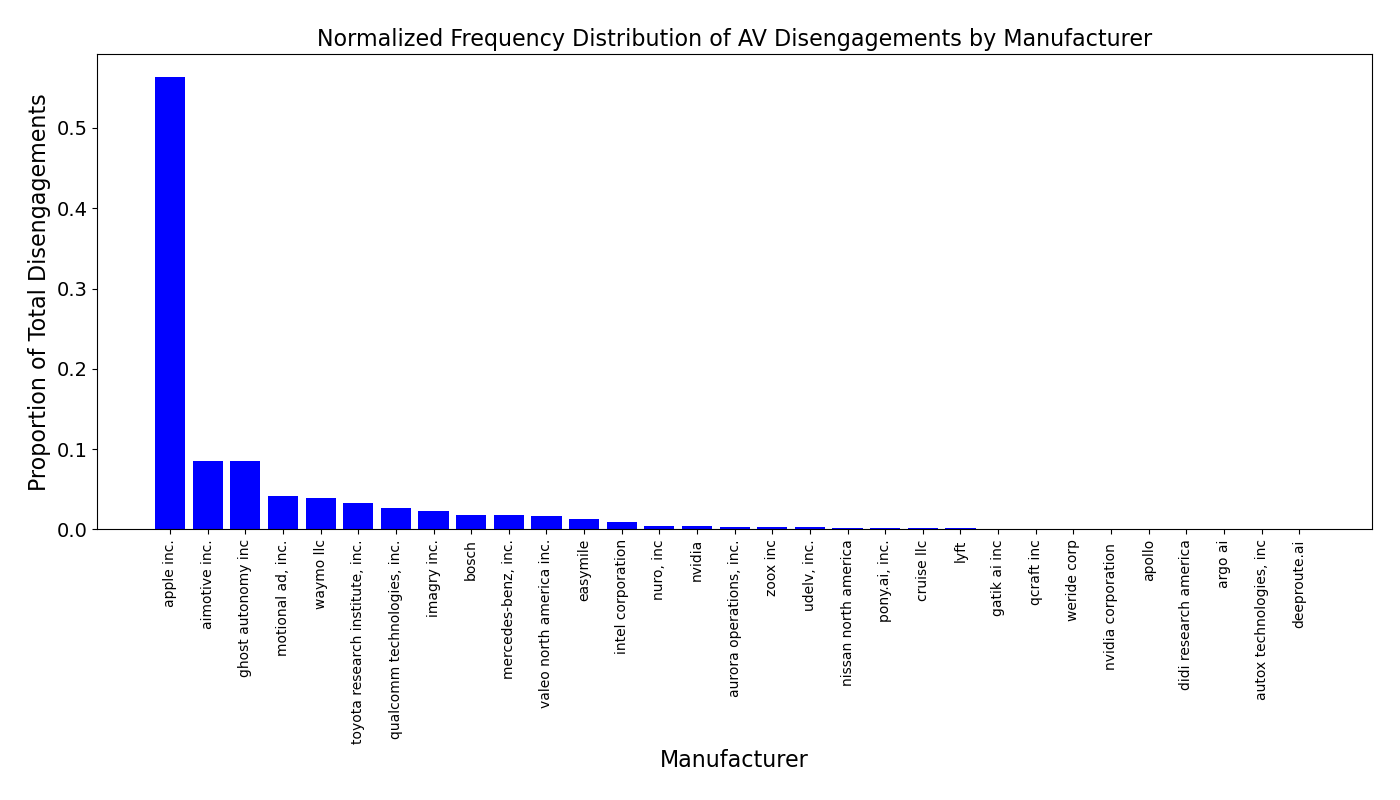 Normalized Frequency Distribution of AV Disengagements by Manufacturer
Proportion of Total Disengagements
0.5
0.4
0.3
0.2
0.1
0.0
apple inc.
aimotive inc.
ghost autonomy inc
motional ad, inc.
waymo llc
toyota research institute, inc.
qualcomm technologies, inc.
imagry inc.
bosch
mercedes-benz, inc.
valeo north america inc.
easymile
intel corporation
nuro, inc
nvidia
aurora operations, inc.
zoox inc
udelv, inc.
nissan north america
pony.ai, inc.
cruise llc
lyft
gatik ai inc
qcraft inc
weride corp
nvidia corporation
apollo
didi research america
argo ai
autox technologies, inc
deeproute.ai
Manufacturer